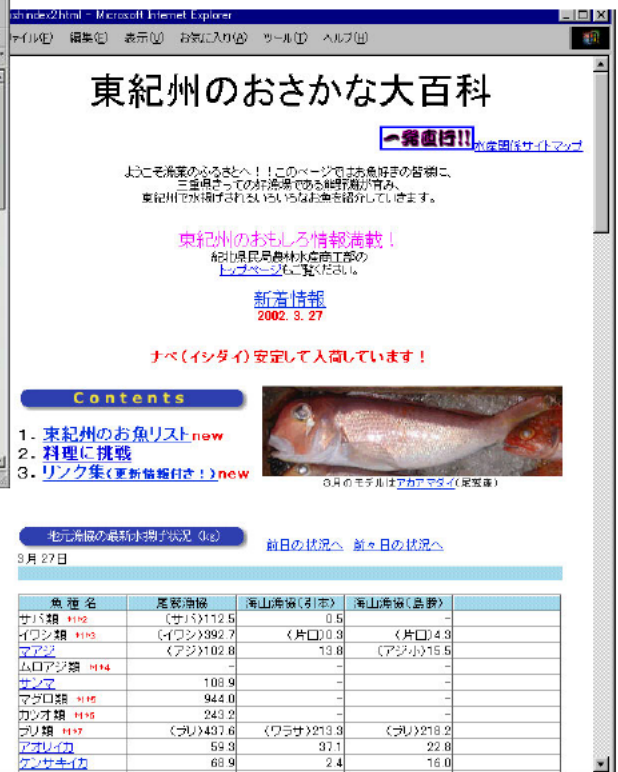 ashindex2html - Microsoft Internet Explorer
ファイル(F) 編集(E) 表示(V) お気に入り(A) ツール(T) ヘルプ(H)
東紀州のおさかな大百科
一発直行!! 水産関係サイトマップ
ようこそ漁業のふるさとへ！！このページではお魚好きの皆様に、
三重県きっての好漁場である熊野灘が育み、
東紀州で水揚げされるいろいろなお魚を紹介していきます。
東紀州のおもしろ情報満載！
紀北県民局農林水産商工部の
トップページもご覧ください。
新着情報
2002. 3. 27
ナベ(イシダイ)安定して入荷しています！
Contents
1. 東紀州のお魚リストnew
2. 料理に挑戦
3. リンク集(更新情報付き！)new
3月のモデルはアカアマダイ(尾鷲産)
地元漁協の最新水揚げ状況 (kg)
前日の状況へ 前々日の状況へ
3月27日
魚種名 尾鷲漁協 海山漁協(引本) 海山漁協(島勝)
サバ類 *1*2 (サバ)112.5 0.5 -
イワシ類 *1*3 (イワシ)392.7 (片口)0.3 (片口)4.3
マアジ (アジ)102.8 13.8 (アジ小)15.5
ムロアジ類 *1*4 - - -
サンマ 108.9 - -
マグロ類 *1*5 944.0 - -
カツオ類 *1*6 243.2 - -
ブリ類 *1*7 (ブリ)437.6 (ワラサ)213.3 (ブリ)218.2
アオリイカ 59.3 37.1 22.8
ケンサキイカ 68.9 2.4 16.0